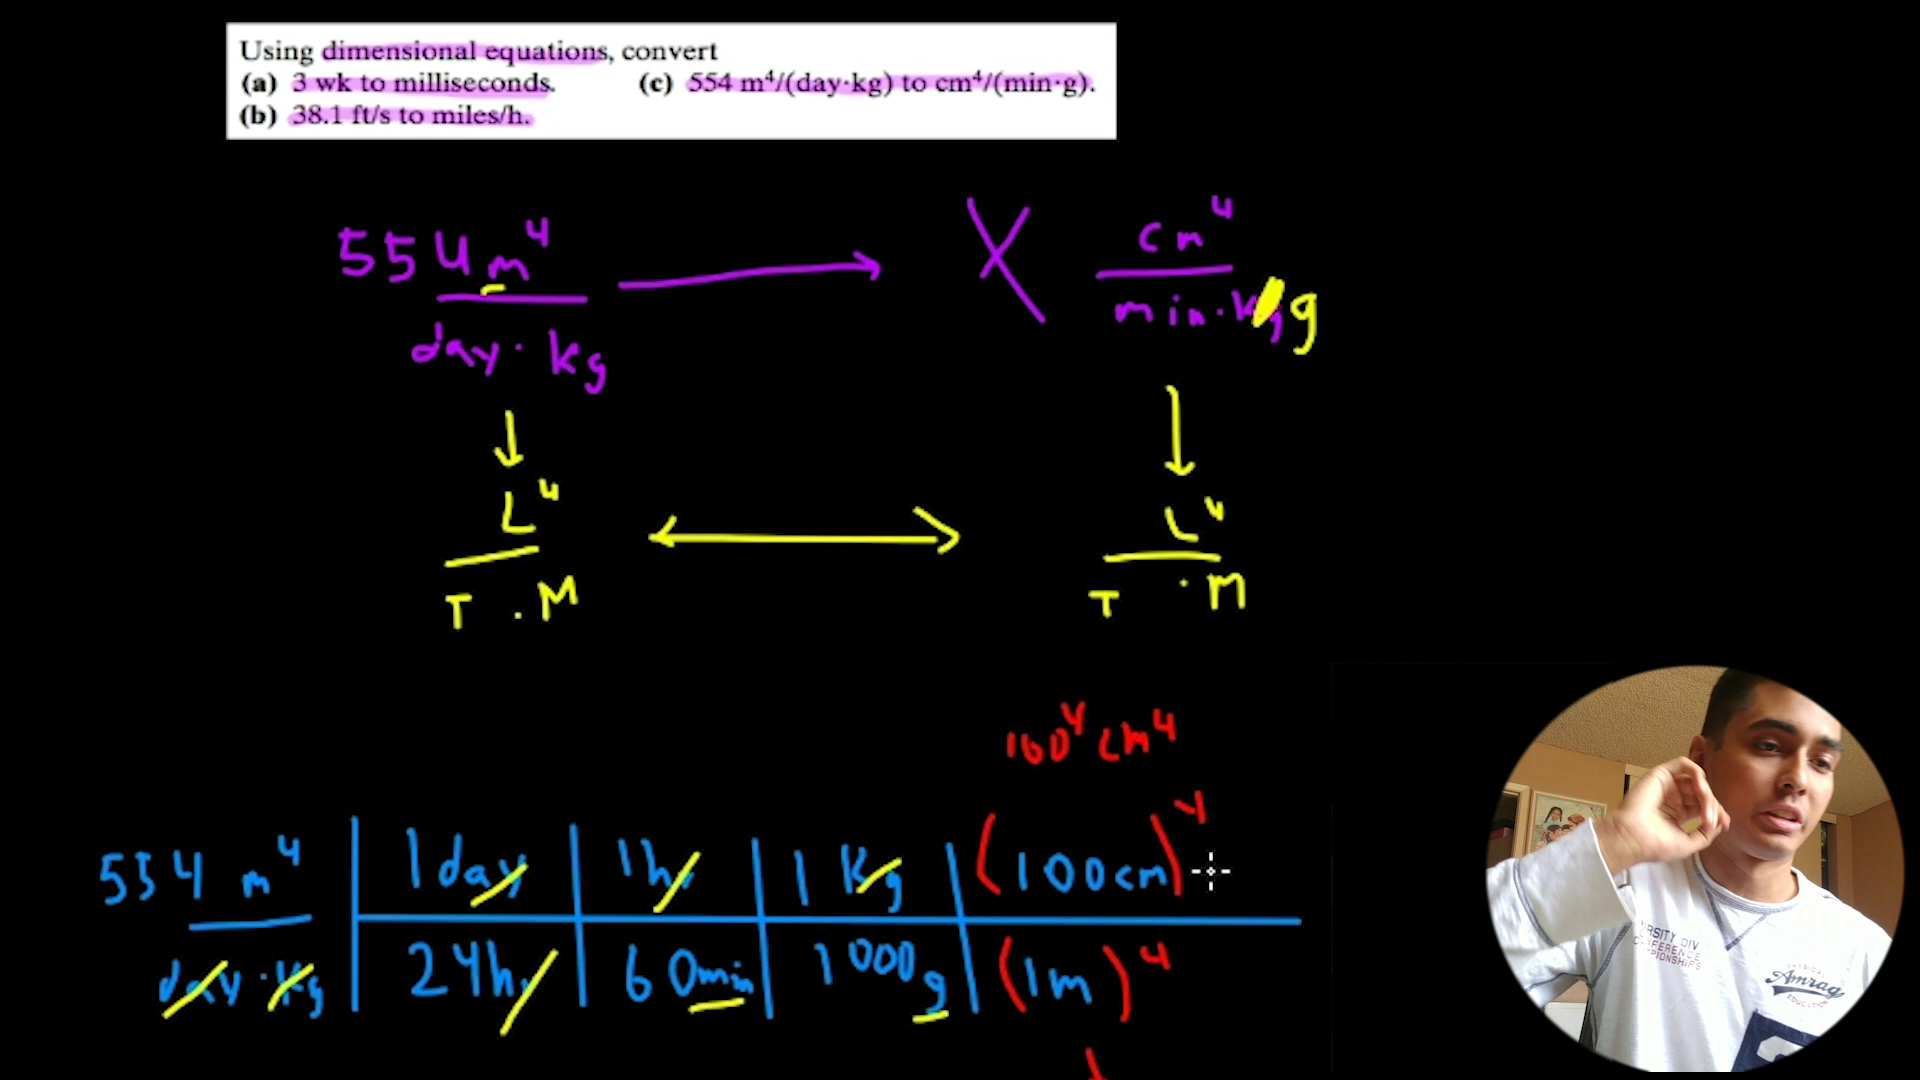 Using dimensional equations, convert
(a) 3 wk to milliseconds.
(c) 554 m⁴/(day·kg) to cm⁴/(min·g).
(b) 38.1 ft/s to miles/h.
554 m⁴
day · kg
X cm⁴
min · kg g
L⁴
T · M
L⁴
T · M
100⁴ cm⁴
554 m⁴ | 1 day | 1 hr | 1 kg | (100 cm)⁴
day · kg | 24 hr | 60 min | 1000 g | (1 m)⁴
Amrag